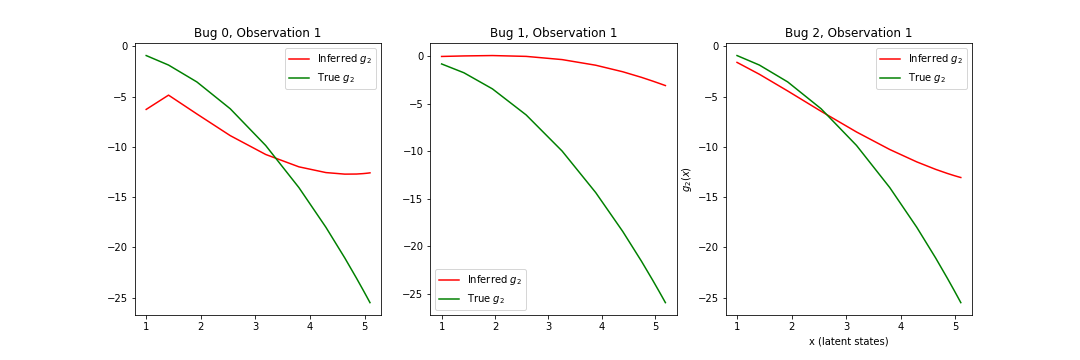 Bug 0, Observation 1
0
−5
−10
−15
−20
−25
1 2 3 4 5
Inferred g₂
True g₂
Bug 1, Observation 1
0
−5
−10
−15
−20
−25
1 2 3 4 5
Inferred g₂
True g₂
Bug 2, Observation 1
g₂(x)
0
−5
−10
−15
−20
−25
1 2 3 4 5
x (latent states)
Inferred g₂
True g₂